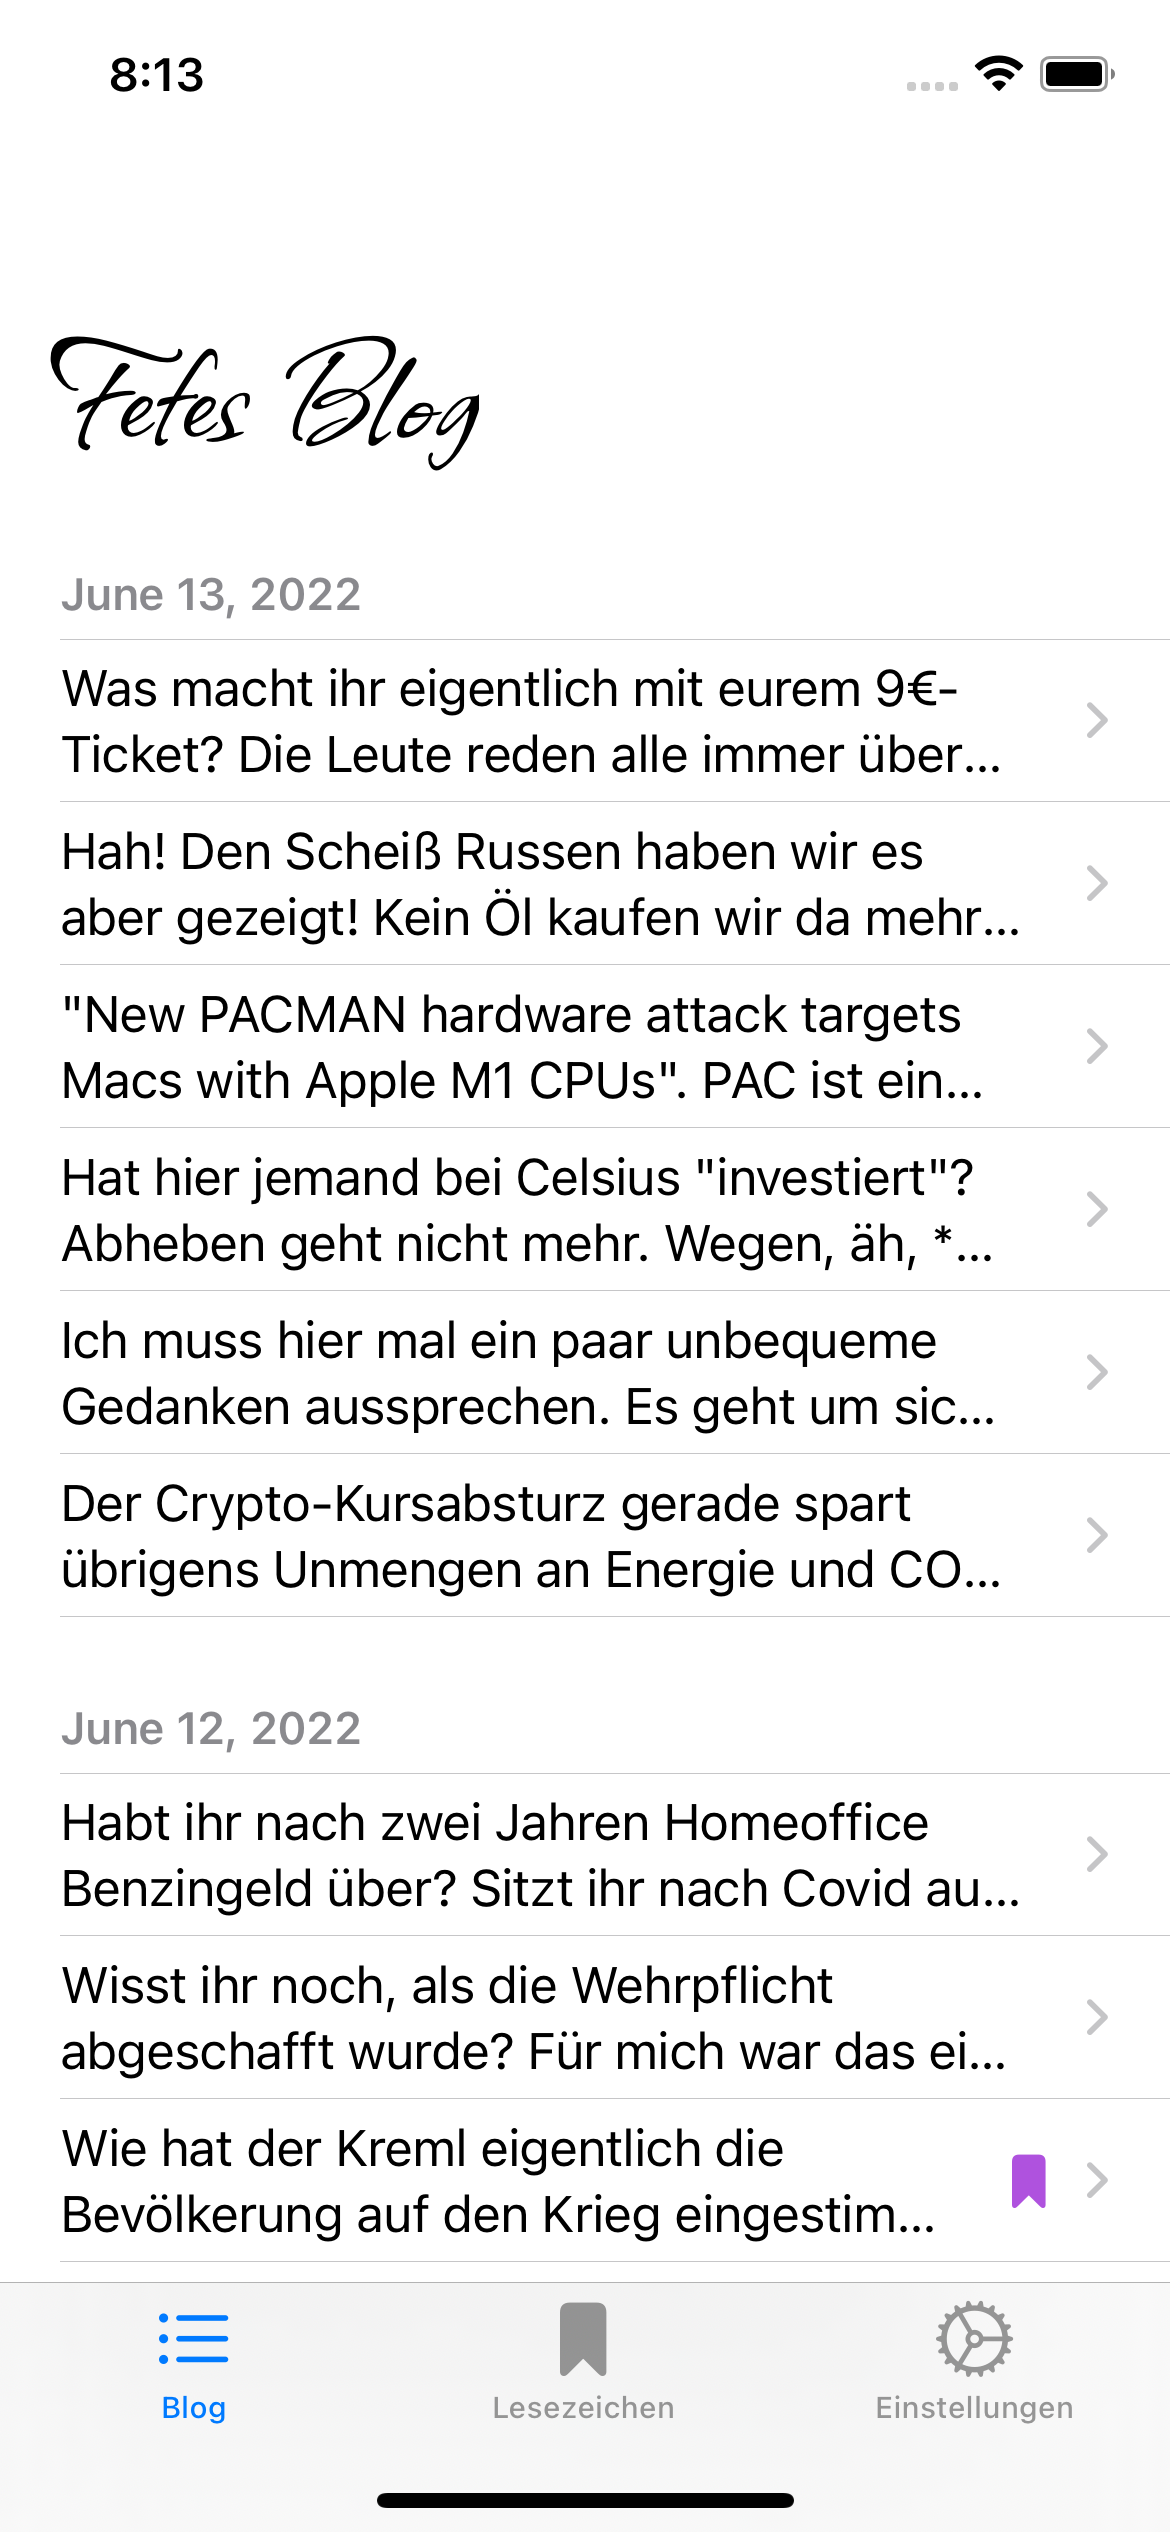 8:13
Fefes Blog
June 13, 2022
Was macht ihr eigentlich mit eurem 9€-
Ticket? Die Leute reden alle immer über...
Hah! Den Scheiß Russen haben wir es
aber gezeigt! Kein Öl kaufen wir da mehr...
"New PACMAN hardware attack targets
Macs with Apple M1 CPUs". PAC ist ein...
Hat hier jemand bei Celsius "investiert"?
Abheben geht nicht mehr. Wegen, äh, *...
Ich muss hier mal ein paar unbequeme
Gedanken aussprechen. Es geht um sic...
Der Crypto-Kursabsturz gerade spart
übrigens Unmengen an Energie und CO...
June 12, 2022
Habt ihr nach zwei Jahren Homeoffice
Benzingeld über? Sitzt ihr nach Covid au...
Wisst ihr noch, als die Wehrpflicht
abgeschafft wurde? Für mich war das ei...
Wie hat der Kreml eigentlich die
Bevölkerung auf den Krieg eingestim...
Blog
Lesezeichen
Einstellungen